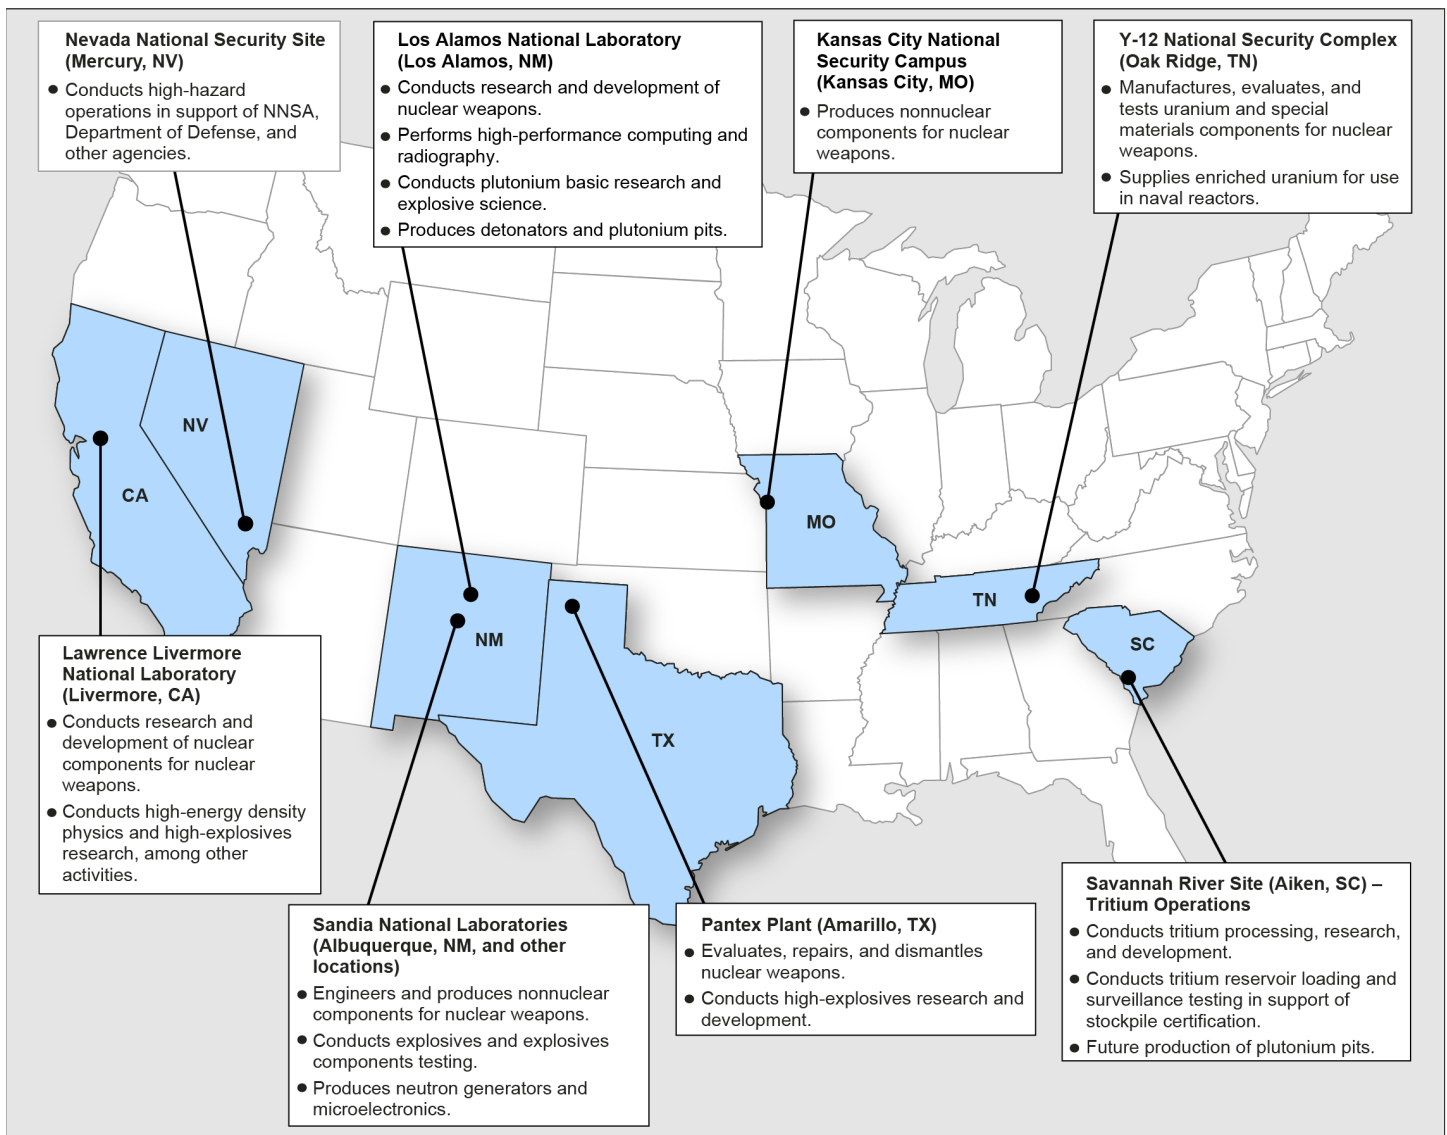 Nevada National Security Site
(Mercury, NV)
● Conducts high-hazard
operations in support of NNSA,
Department of Defense, and
other agencies.
Los Alamos National Laboratory
(Los Alamos, NM)
● Conducts research and development of
nuclear weapons.
● Performs high-performance computing and
radiography.
● Conducts plutonium basic research and
explosive science.
● Produces detonators and plutonium pits.
Kansas City National
Security Campus
(Kansas City, MO)
● Produces nonnuclear
components for nuclear
weapons.
Y-12 National Security Complex
(Oak Ridge, TN)
● Manufactures, evaluates, and
tests uranium and special
materials components for nuclear
weapons.
● Supplies enriched uranium for use
in naval reactors.
NV
CA
MO
TN
NM
SC
TX
Lawrence Livermore
National Laboratory
(Livermore, CA)
● Conducts research and
development of nuclear
components for nuclear
weapons.
● Conducts high-energy density
physics and high-explosives
research, among other
activities.
Sandia National Laboratories
(Albuquerque, NM, and other
locations)
● Engineers and produces nonnuclear
components for nuclear weapons.
● Conducts explosives and explosives
components testing.
● Produces neutron generators and
microelectronics.
Pantex Plant (Amarillo, TX)
● Evaluates, repairs, and dismantles
nuclear weapons.
● Conducts high-explosives research and
development.
Savannah River Site (Aiken, SC) –
Tritium Operations
● Conducts tritium processing, research,
and development.
● Conducts tritium reservoir loading and
surveillance testing in support of
stockpile certification.
● Future production of plutonium pits.